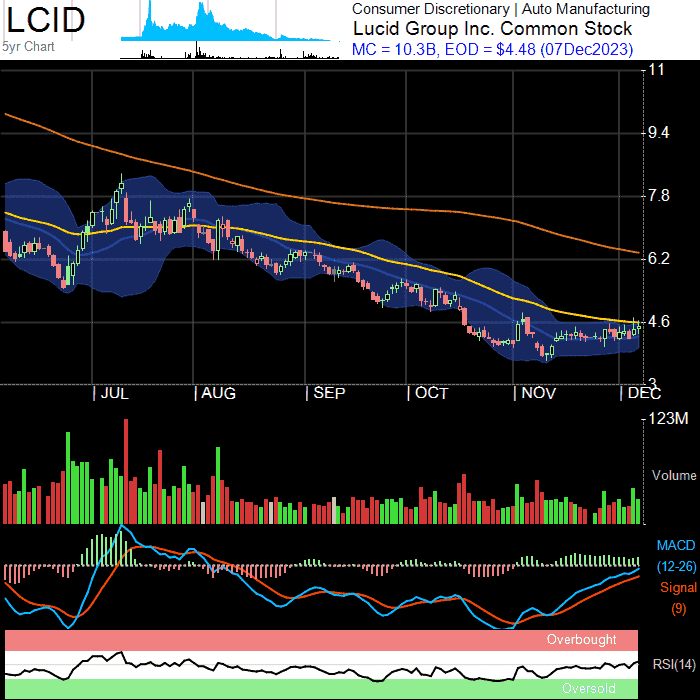 LCID
5yr Chart
Consumer Discretionary | Auto Manufacturing
Lucid Group Inc. Common Stock
MC = 10.3B, EOD = $4.48 (07Dec2023)
11
9.4
7.8
6.2
4.6
3
JUL AUG SEP OCT NOV DEC
123M
Volume
MACD
(12-26)
Signal
(9)
Overbought
RSI(14)
Oversold